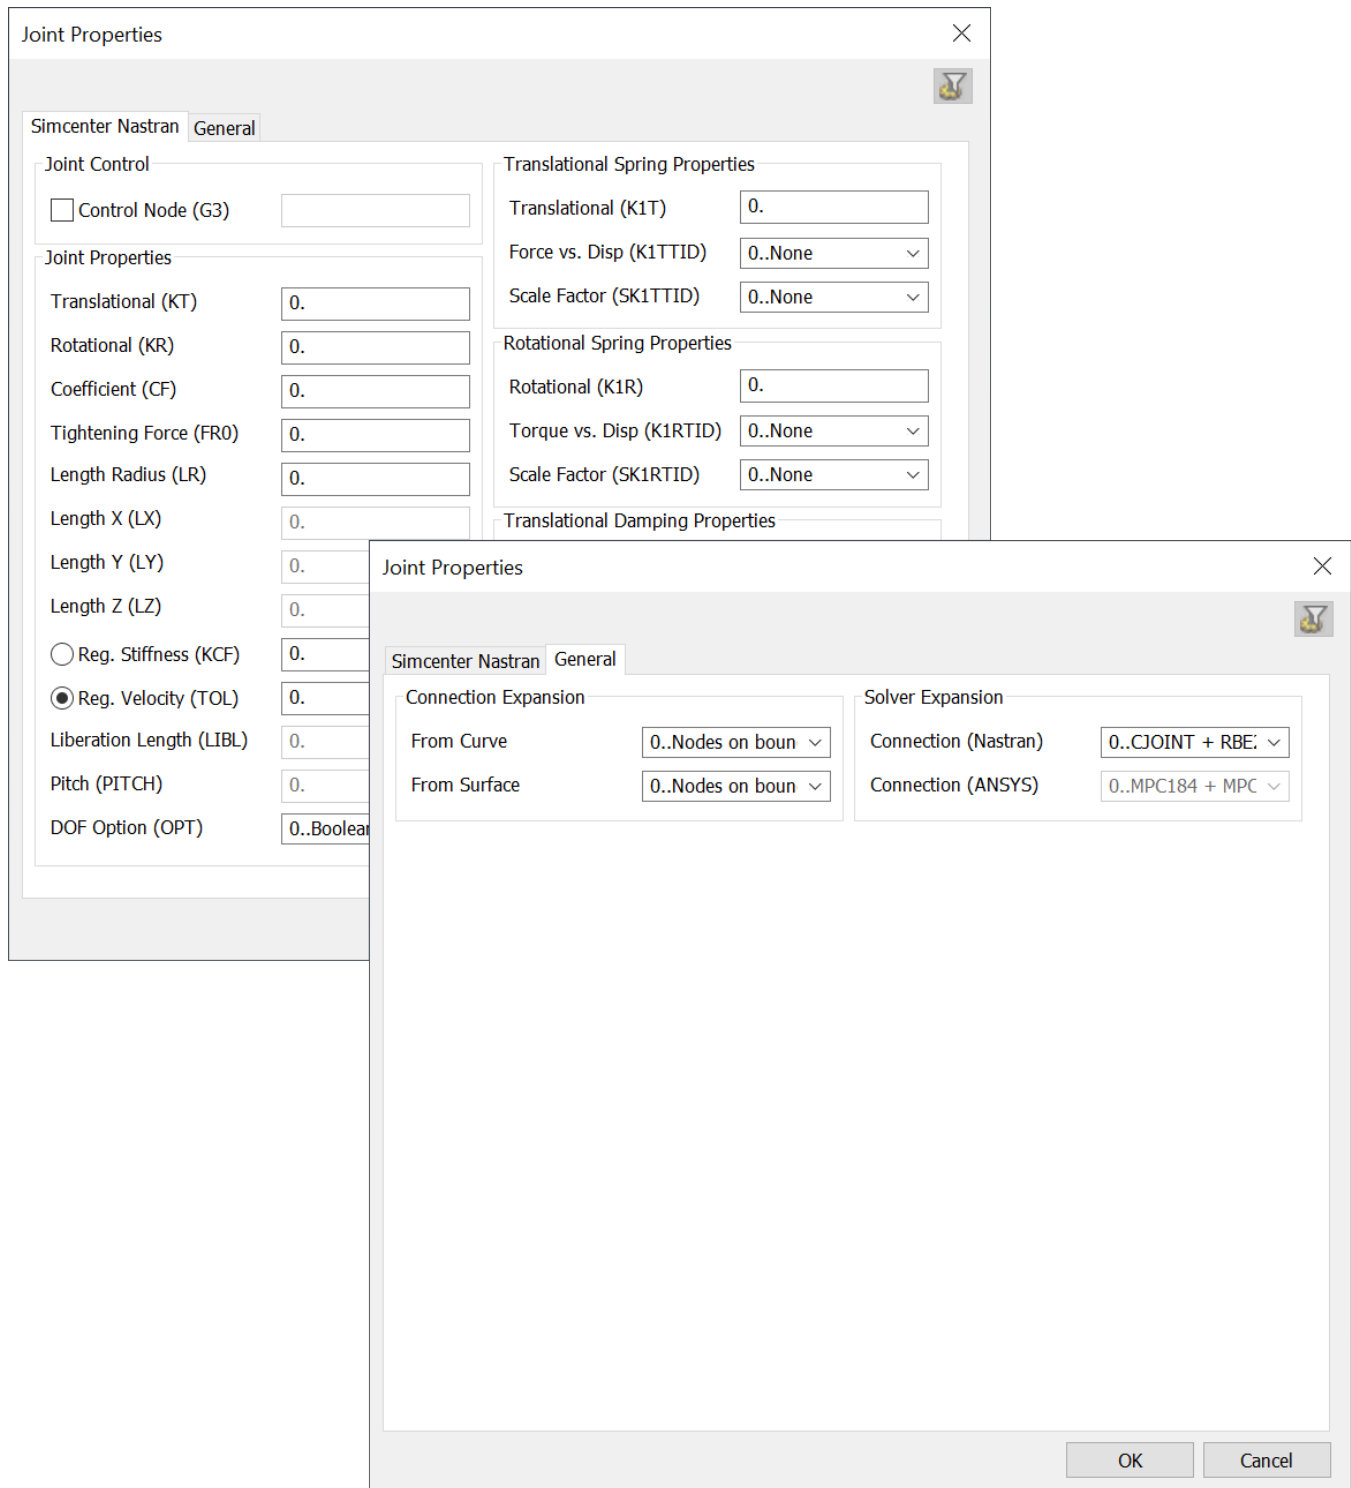 Joint Properties
Simcenter Nastran
General
Joint Control
Control Node (G3)
Joint Properties
Translational (KT)
0.
Rotational (KR)
0.
Coefficient (CF)
0.
Tightening Force (FR0)
0.
Length Radius (LR)
0.
Length X (LX)
0.
Length Y (LY)
0.
Length Z (LZ)
0.
Reg. Stiffness (KCF)
0.
Reg. Velocity (TOL)
0.
Liberation Length (LIBL)
0.
Pitch (PITCH)
0.
DOF Option (OPT)
0..Boolean
Translational Spring Properties
Translational (K1T)
0.
Force vs. Disp (K1TTID)
0..None
Scale Factor (SK1TTID)
0..None
Rotational Spring Properties
Rotational (K1R)
0.
Torque vs. Disp (K1RTID)
0..None
Scale Factor (SK1RTID)
0..None
Translational Damping Properties
Joint Properties
Simcenter Nastran
General
Connection Expansion
From Curve
0..Nodes on boun
From Surface
0..Nodes on boun
Solver Expansion
Connection (Nastran)
0..CJOINT + RBE2
Connection (ANSYS)
0..MPC184 + MPC
OK
Cancel